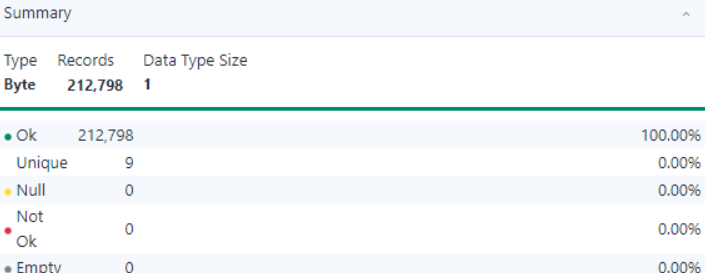 Summary
Type Records Data Type Size
Byte 212,798 1
Ok 212,798 100.00%
Unique 9 0.00%
Null 0 0.00%
Not
Ok 0 0.00%
Empty 0 0.00%